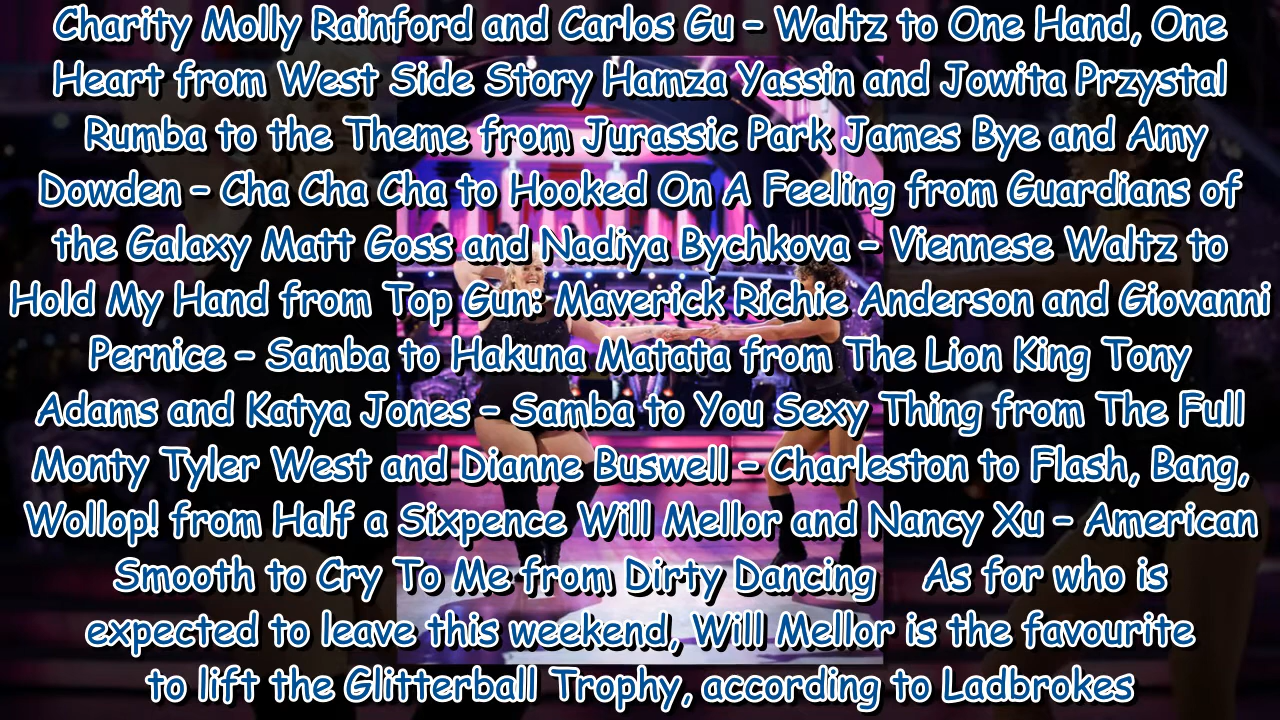 Charity Molly Rainford and Carlos Gu – Waltz to One Hand, One
Heart from West Side Story Hamza Yassin and Jowita Przystal
Rumba to the Theme from Jurassic Park James Bye and Amy
Dowden – Cha Cha Cha to Hooked On A Feeling from Guardians of
the Galaxy Matt Goss and Nadiya Bychkova – Viennese Waltz to
Hold My Hand from Top Gun: Maverick Richie Anderson and Giovanni
Pernice – Samba to Hakuna Matata from The Lion King Tony
Adams and Katya Jones – Samba to You Sexy Thing from The Full
Monty Tyler West and Dianne Buswell – Charleston to Flash, Bang,
Wollop! from Half a Sixpence Will Mellor and Nancy Xu – American
Smooth to Cry To Me from Dirty Dancing    As for who is
expected to leave this weekend, Will Mellor is the favourite
to lift the Glitterball Trophy, according to Ladbrokes